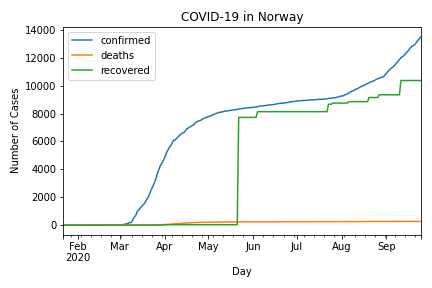 COVID-19 in Norway
14000
12000
10000
8000
6000
4000
2000
0
Number of Cases
confirmed
deaths
recovered
Feb Mar Apr May Jun Jul Aug Sep
2020
Day